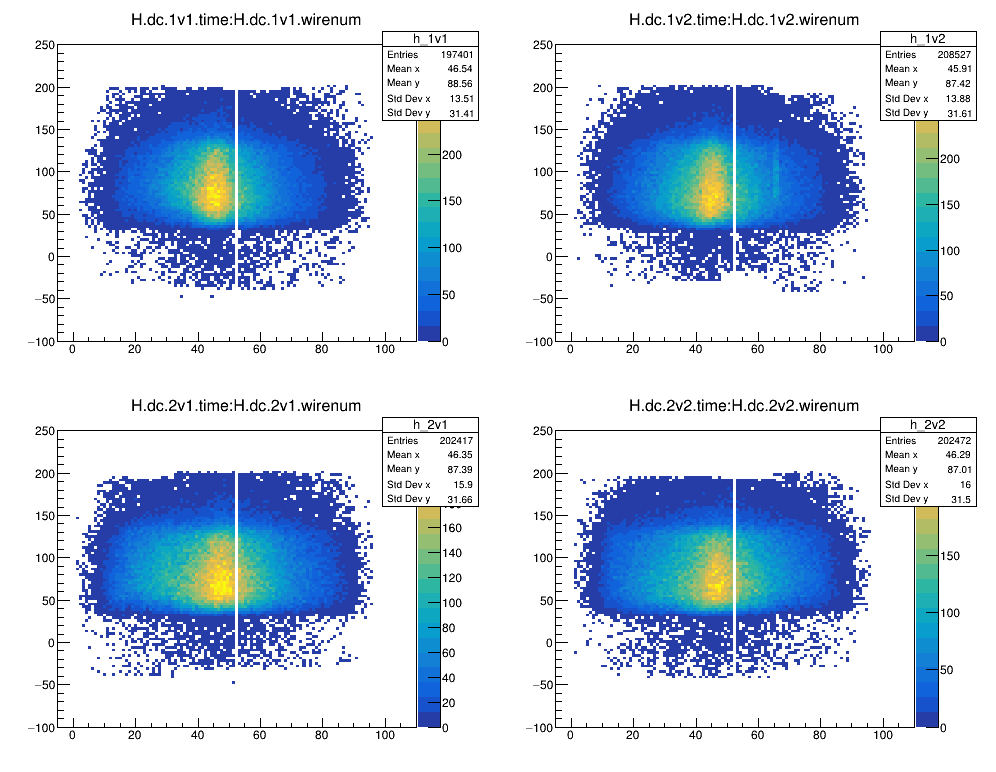 H.dc.1v1.time:H.dc.1v1.wirenum
h_1v1
Entries 197401
Mean x 46.54
Mean y 88.56
Std Dev x 13.51
Std Dev y 31.41
250
200
150
100
50
0
−50
−100
0 20 40 60 80 100
200
150
100
50
0
H.dc.1v2.time:H.dc.1v2.wirenum
h_1v2
Entries 208527
Mean x 45.91
Mean y 87.42
Std Dev x 13.88
Std Dev y 31.61
250
200
150
100
50
0
−50
−100
0 20 40 60 80 100
200
150
100
50
0
H.dc.2v1.time:H.dc.2v1.wirenum
h_2v1
Entries 202417
Mean x 46.35
Mean y 87.39
Std Dev x 15.9
Std Dev y 31.66
250
200
150
100
50
0
−50
−100
0 20 40 60 80 100
160
140
120
100
80
60
40
20
0
H.dc.2v2.time:H.dc.2v2.wirenum
h_2v2
Entries 202472
Mean x 46.29
Mean y 87.01
Std Dev x 16
Std Dev y 31.5
250
200
150
100
50
0
−50
−100
0 20 40 60 80 100
150
100
50
0